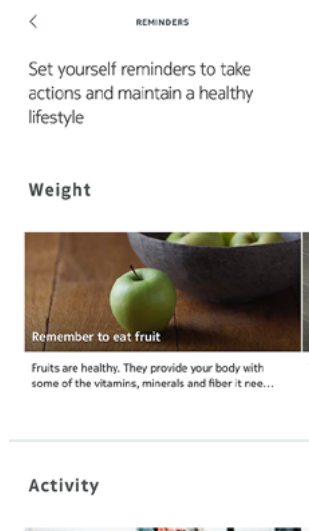 REMINDERS
Set yourself reminders to take
actions and maintain a healthy
lifestyle
Weight
Remember to eat fruit
Fruits are healthy. They provide your body with
some of the vitamins, minerals and fiber it nee...
Activity